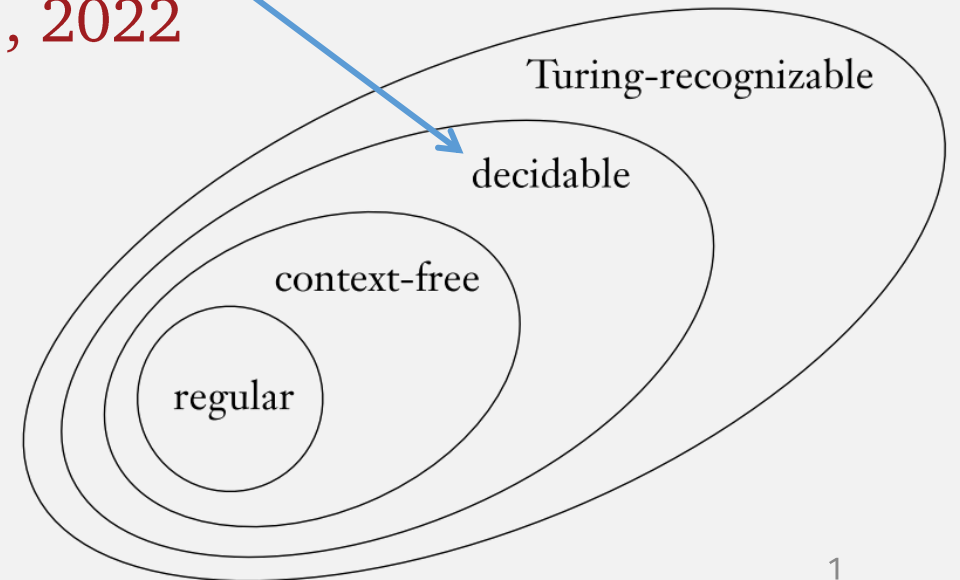 , 2022
Turing-recognizable
decidable
context-free
regular
1